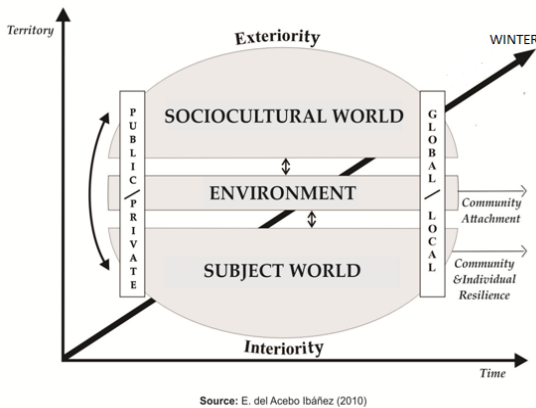 Territory
Exteriority
WINTER
SOCIOCULTURAL WORLD
PUBLIC/PRIVATE
GLOBAL/LOCAL
ENVIRONMENT
Community
Attachment
SUBJECT WORLD
Community
&Individual
Resilience
Interiority
Time
Source: E. del Acebo Ibáñez (2010)